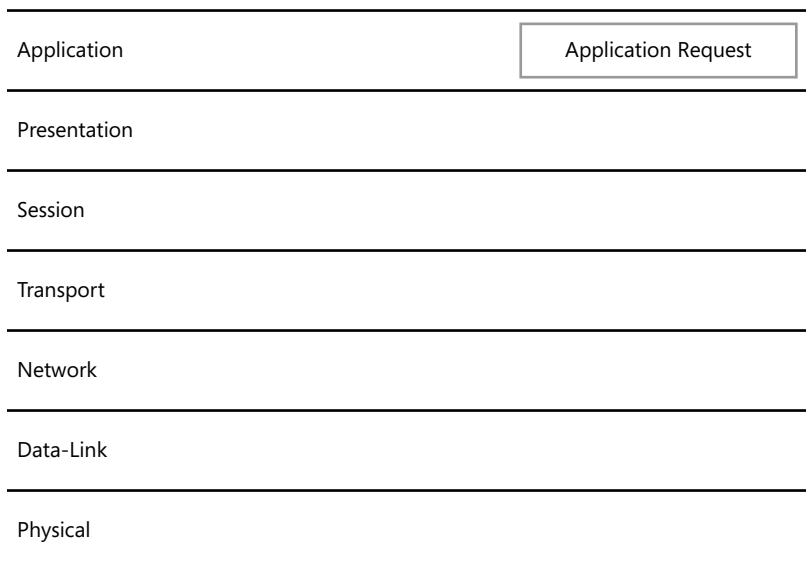 Application
Application Request
Presentation
Session
Transport
Network
Data-Link
Physical